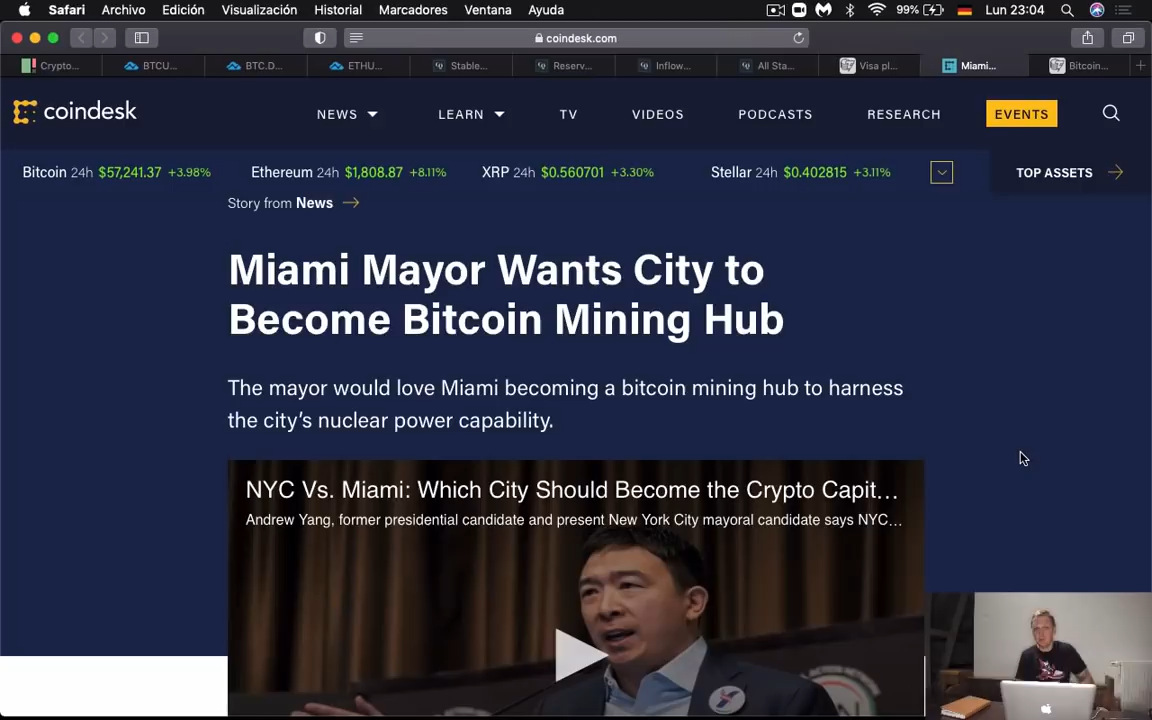 Safari Archivo Edición Visualización Historial Marcadores Ventana Ayuda 99% Lun 23:04
coindesk.com
Crypto... BTCU... BTC.D... ETHU... Stable... Reserv... Inflow... All Sta... Visa pl... Miami... Bitcoin...
coindesk NEWS LEARN TV VIDEOS PODCASTS RESEARCH EVENTS
Bitcoin 24h $57,241.37 +3.98% Ethereum 24h $1,808.87 +8.11% XRP 24h $0.560701 +3.30% Stellar 24h $0.402815 +3.11% TOP ASSETS
Story from News
Miami Mayor Wants City to
Become Bitcoin Mining Hub
The mayor would love Miami becoming a bitcoin mining hub to harness
the city's nuclear power capability.
NYC Vs. Miami: Which City Should Become the Crypto Capit...
Andrew Yang, former presidential candidate and present New York City mayoral candidate says NYC...